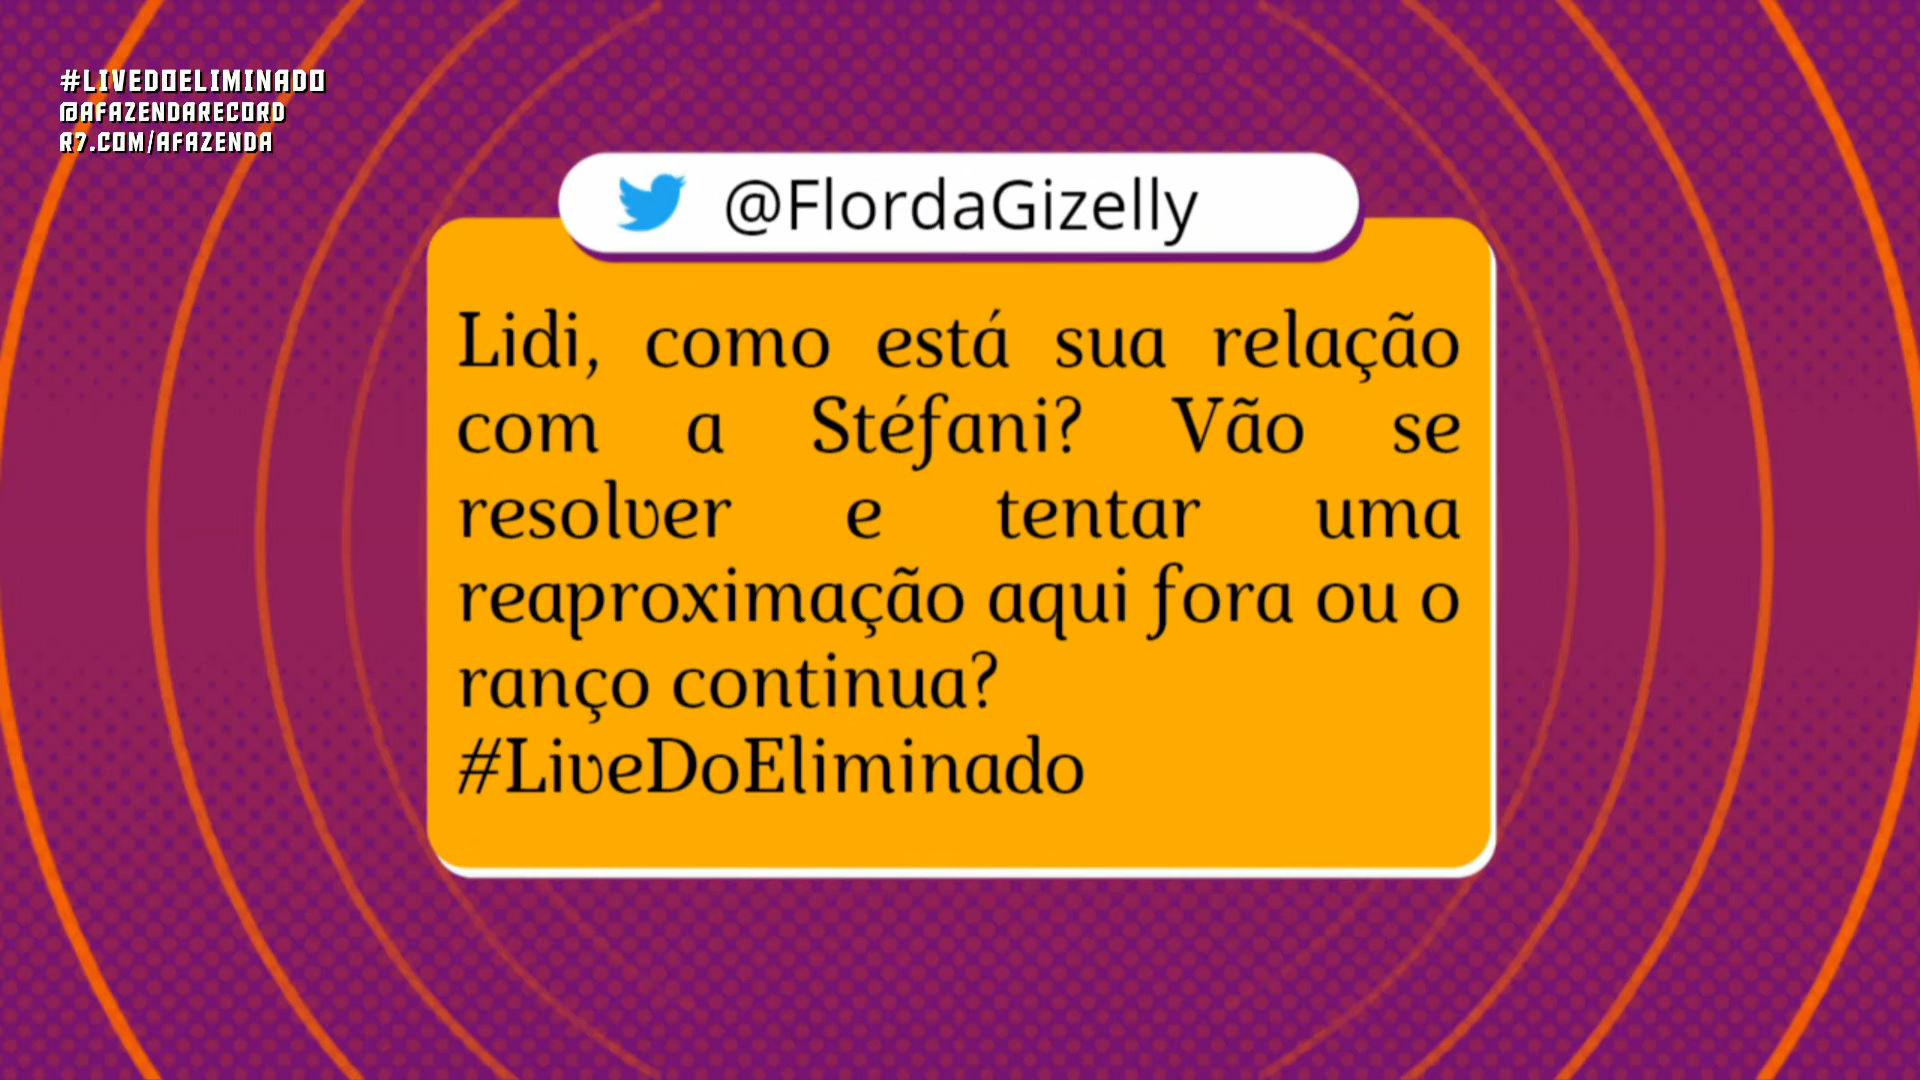 #LIVEDOELIMINADO
@AFAZENDARECORD
R7.COM/AFAZENDA
@FlordaGizelly
Lidi, como está sua relação
com a Stéfani? Vão se
resolver e tentar uma
reaproximação aqui fora ou o
ranço continua?
#LiveDoEliminado